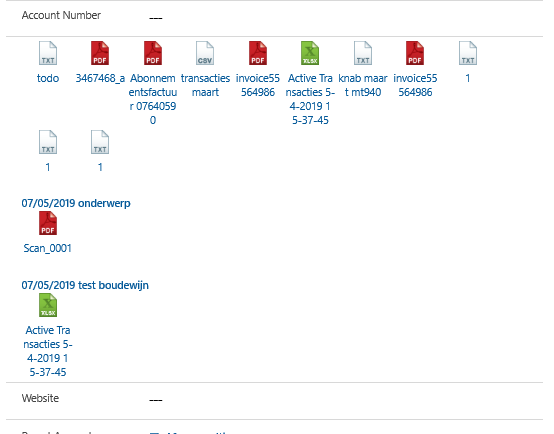 Account Number ---
TXT PDF PDF CSV PDF XLSX TXT PDF TXT
todo 3467468_a Abonnem transacties invoice55 Active Tra knab maar invoice55 1
entsfactuu maart 564986 nsacties 5- t mt940 564986
r 0764059 4-2019 1
0 5-37-45
TXT TXT
1 1
07/05/2019 onderwerp
PDF
Scan_0001
07/05/2019 test boudewijn
XLSX
Active Tra
nsacties 5-
4-2019 1
5-37-45
Website ---